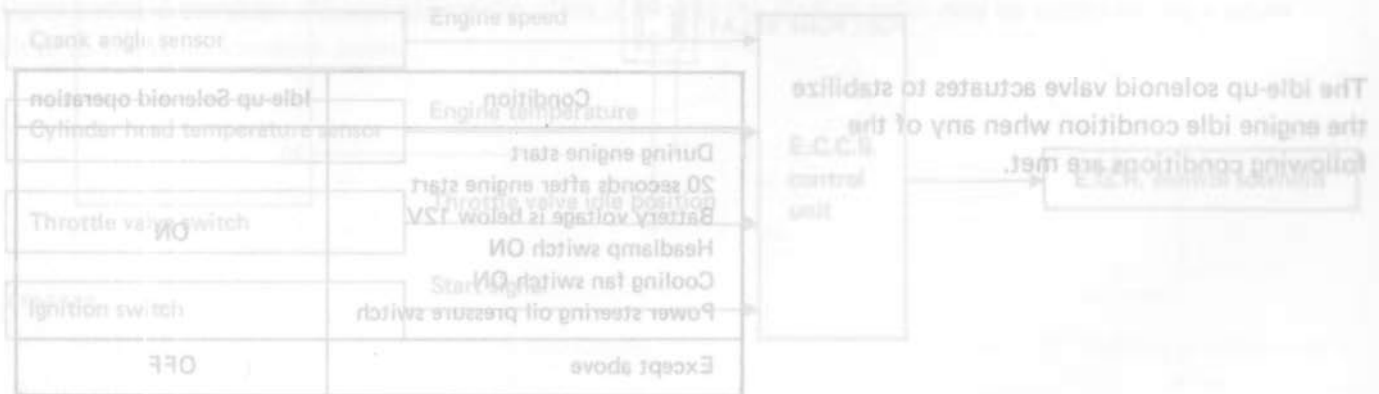 Crank angle sensor
Engine speed
Cylinder head temperature sensor
Engine temperature
Throttle valve switch
Throttle valve idle position
Ignition switch
Start signal
E.C.C.S.
control
unit
The idle-up solenoid valve actuates to stabilize
the engine idle condition when any of the
following conditions are met.
Condition
Idle-up Solenoid operation
During engine start
20 seconds after engine start
Battery voltage is below 12V
Headlamp switch ON
Cooling fan switch ON
Power steering oil pressure switch
ON
Except above
OFF